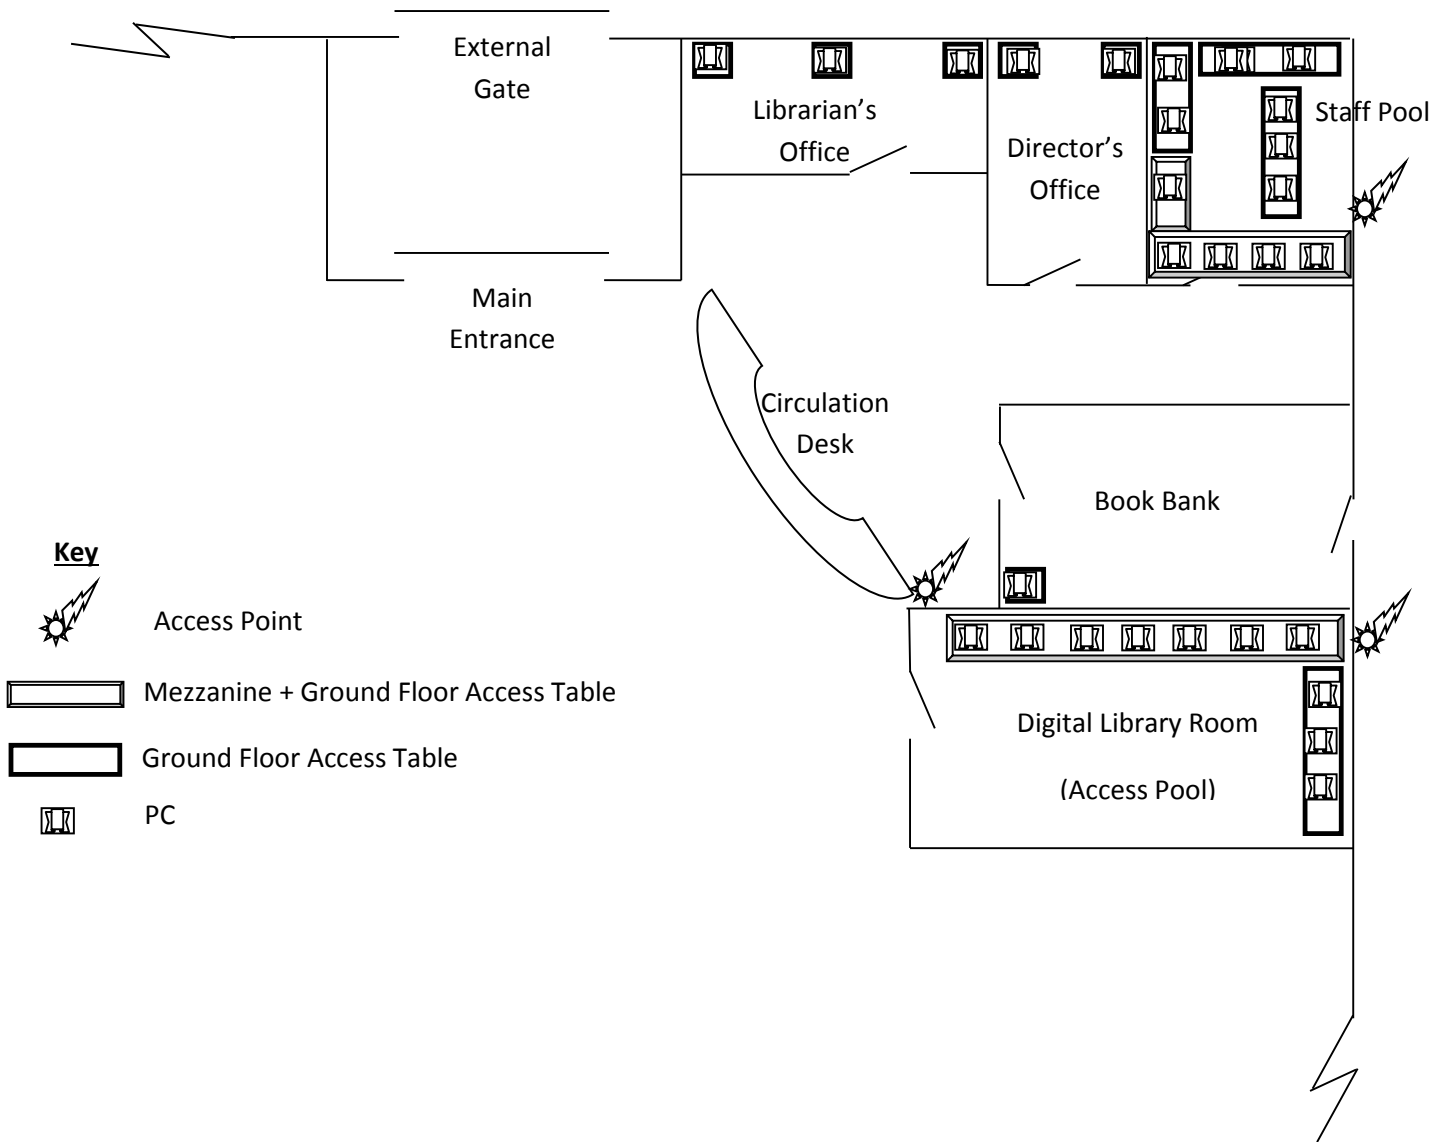 External
Gate
Librarian’s
Office
Director’s
Office
Staff Pool
Main
Entrance
Circulation
Desk
Book Bank
Key
Access Point
Mezzanine + Ground Floor Access Table
Ground Floor Access Table
PC
Digital Library Room
(Access Pool)